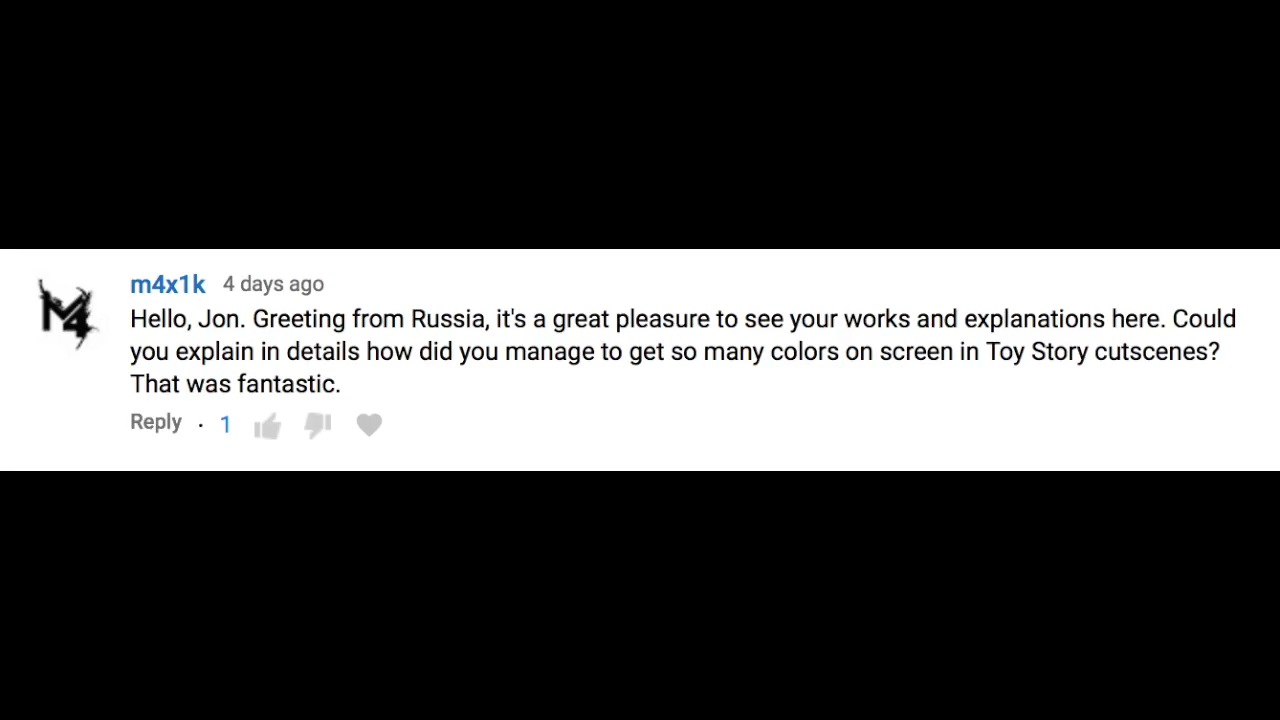 M4
m4x1k 4 days ago
Hello, Jon. Greeting from Russia, it's a great pleasure to see your works and explanations here. Could
you explain in details how did you manage to get so many colors on screen in Toy Story cutscenes?
That was fantastic.
Reply · 1